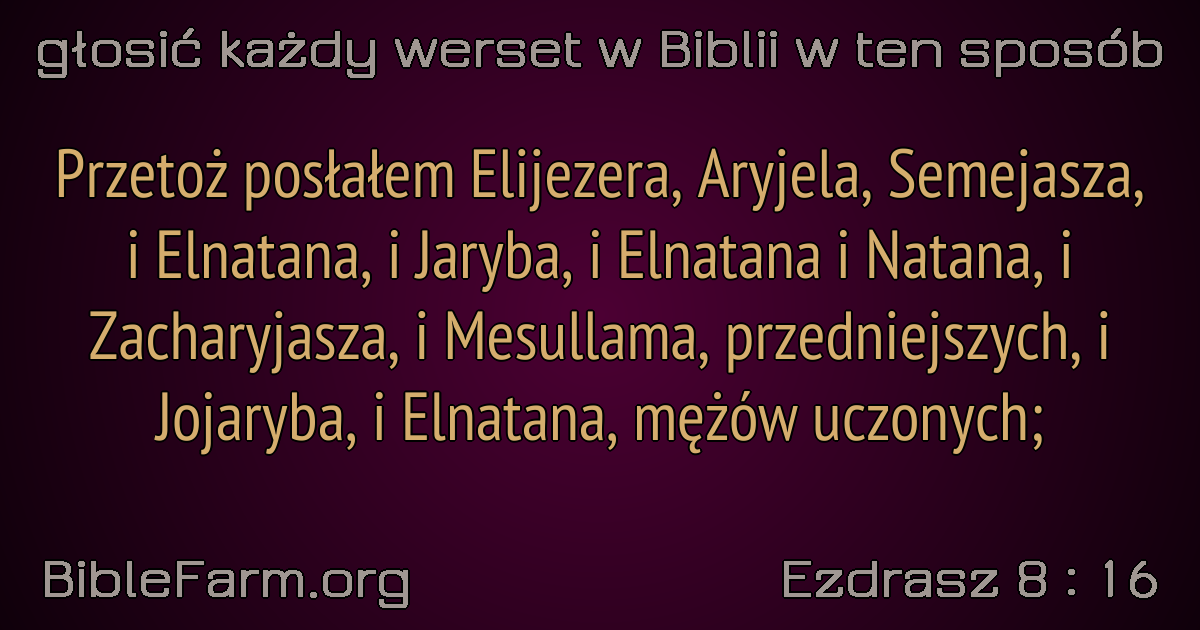 głosić każdy werset w Biblii w ten sposób
Przetoż posłałem Elijezera, Aryjela, Semejasza,
i Elnatana, i Jaryba, i Elnatana i Natana, i
Zacharyjasza, i Mesullama, przedniejszych, i
Jojaryba, i Elnatana, mężów uczonych;
BibleFarm.org
Ezdrasz 8 : 16